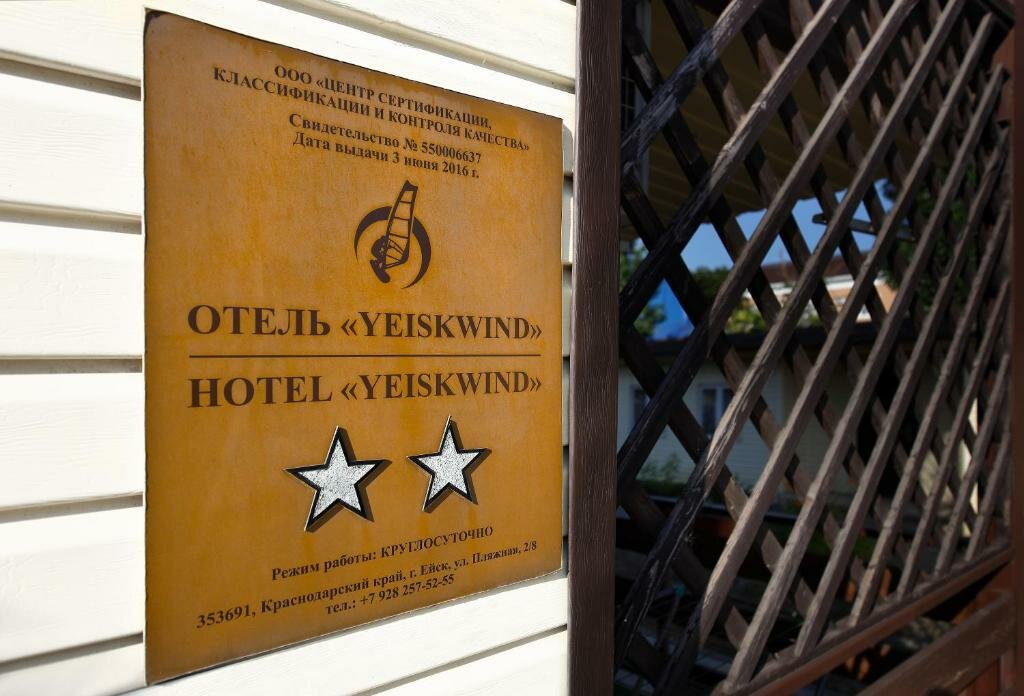 ООО «ЦЕНТР СЕРТИФИКАЦИИ,
КЛАССИФИКАЦИИ И КОНТРОЛЯ КАЧЕСТВА»
Свидетельство № 550006637
Дата выдачи 3 июня 2016 г.
ОТЕЛЬ «YEISKWIND»
HOTEL «YEISKWIND»
Режим работы: КРУГЛОСУТОЧНО
353691, Краснодарский край, г. Ейск, ул. Пляжная, 2/8
тел.: +7 928 257-52-55